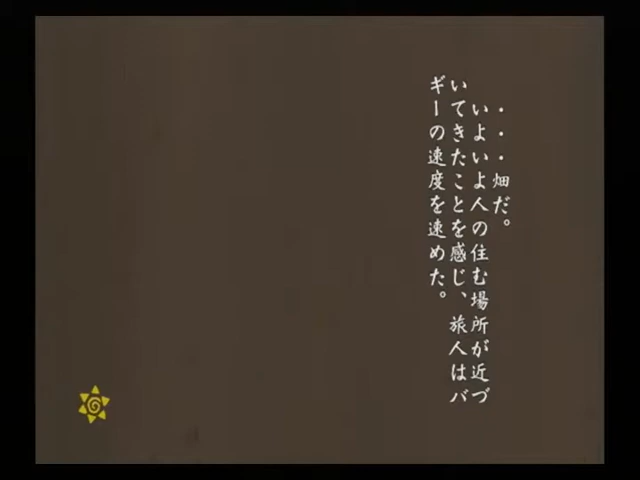 ・・・畑だ。
いよいよ人の住む場所が近づ
いてきたことを感じ、旅人はバ
ギーの速度を速めた。